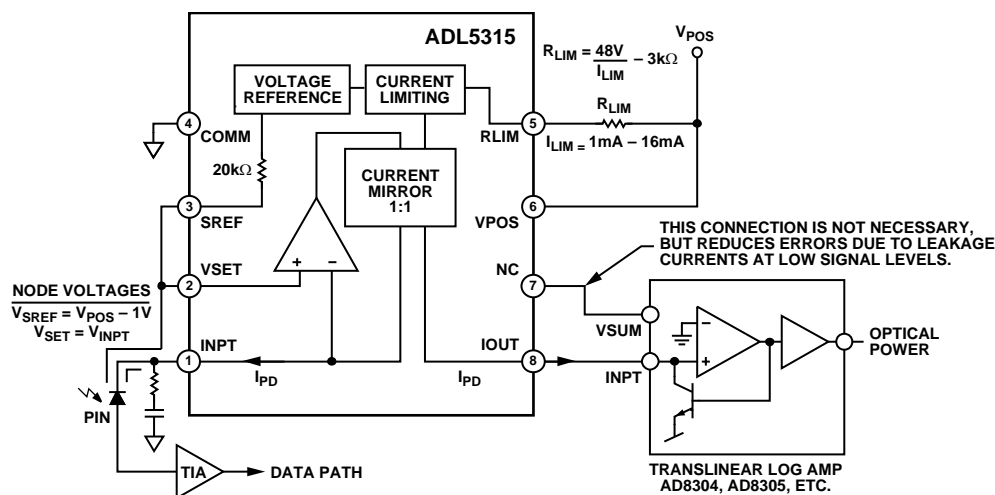 ADL5315
VOLTAGE
REFERENCE
CURRENT
LIMITING
CURRENT
MIRROR
1:1
20kΩ
4
COMM
3
SREF
2
VSET
1
INPT
5
RLIM
6
VPOS
7
NC
8
IOUT
+ –
I_PD
I_PD
R_LIM = 48V / I_LIM – 3kΩ
V_POS
R_LIM
I_LIM = 1mA – 16mA
THIS CONNECTION IS NOT NECESSARY,
BUT REDUCES ERRORS DUE TO LEAKAGE
CURRENTS AT LOW SIGNAL LEVELS.
NODE VOLTAGES
V_SREF = V_POS – 1V
V_SET = V_INPT
PIN
TIA
DATA PATH
VSUM
INPT
–
+
OPTICAL
POWER
TRANSLINEAR LOG AMP
AD8304, AD8305, ETC.